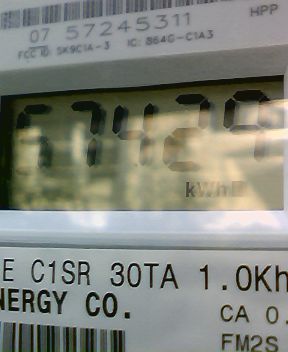 HPP
07 57245311
FCC ID: SK9C1A-3 IC: 864G-C1A3
67429
kWh
E C1SR 30TA 1.0Kh
NERGY CO.
CA 0.
FM2S